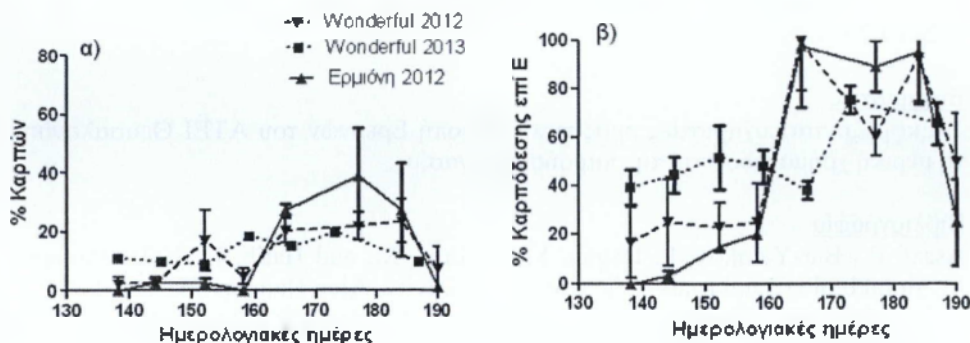 Wonderful 2012
Wonderful 2013
Ερμιόνη 2012
α)
% Καρπών
80
60
40
20
0
130 140 150 160 170 180 190
Ημερολογιακές ημέρες
β)
% Καρπόδεσης επί Ε
100
80
60
40
20
0
130 140 150 160 170 180 190
Ημερολογιακές ημέρες